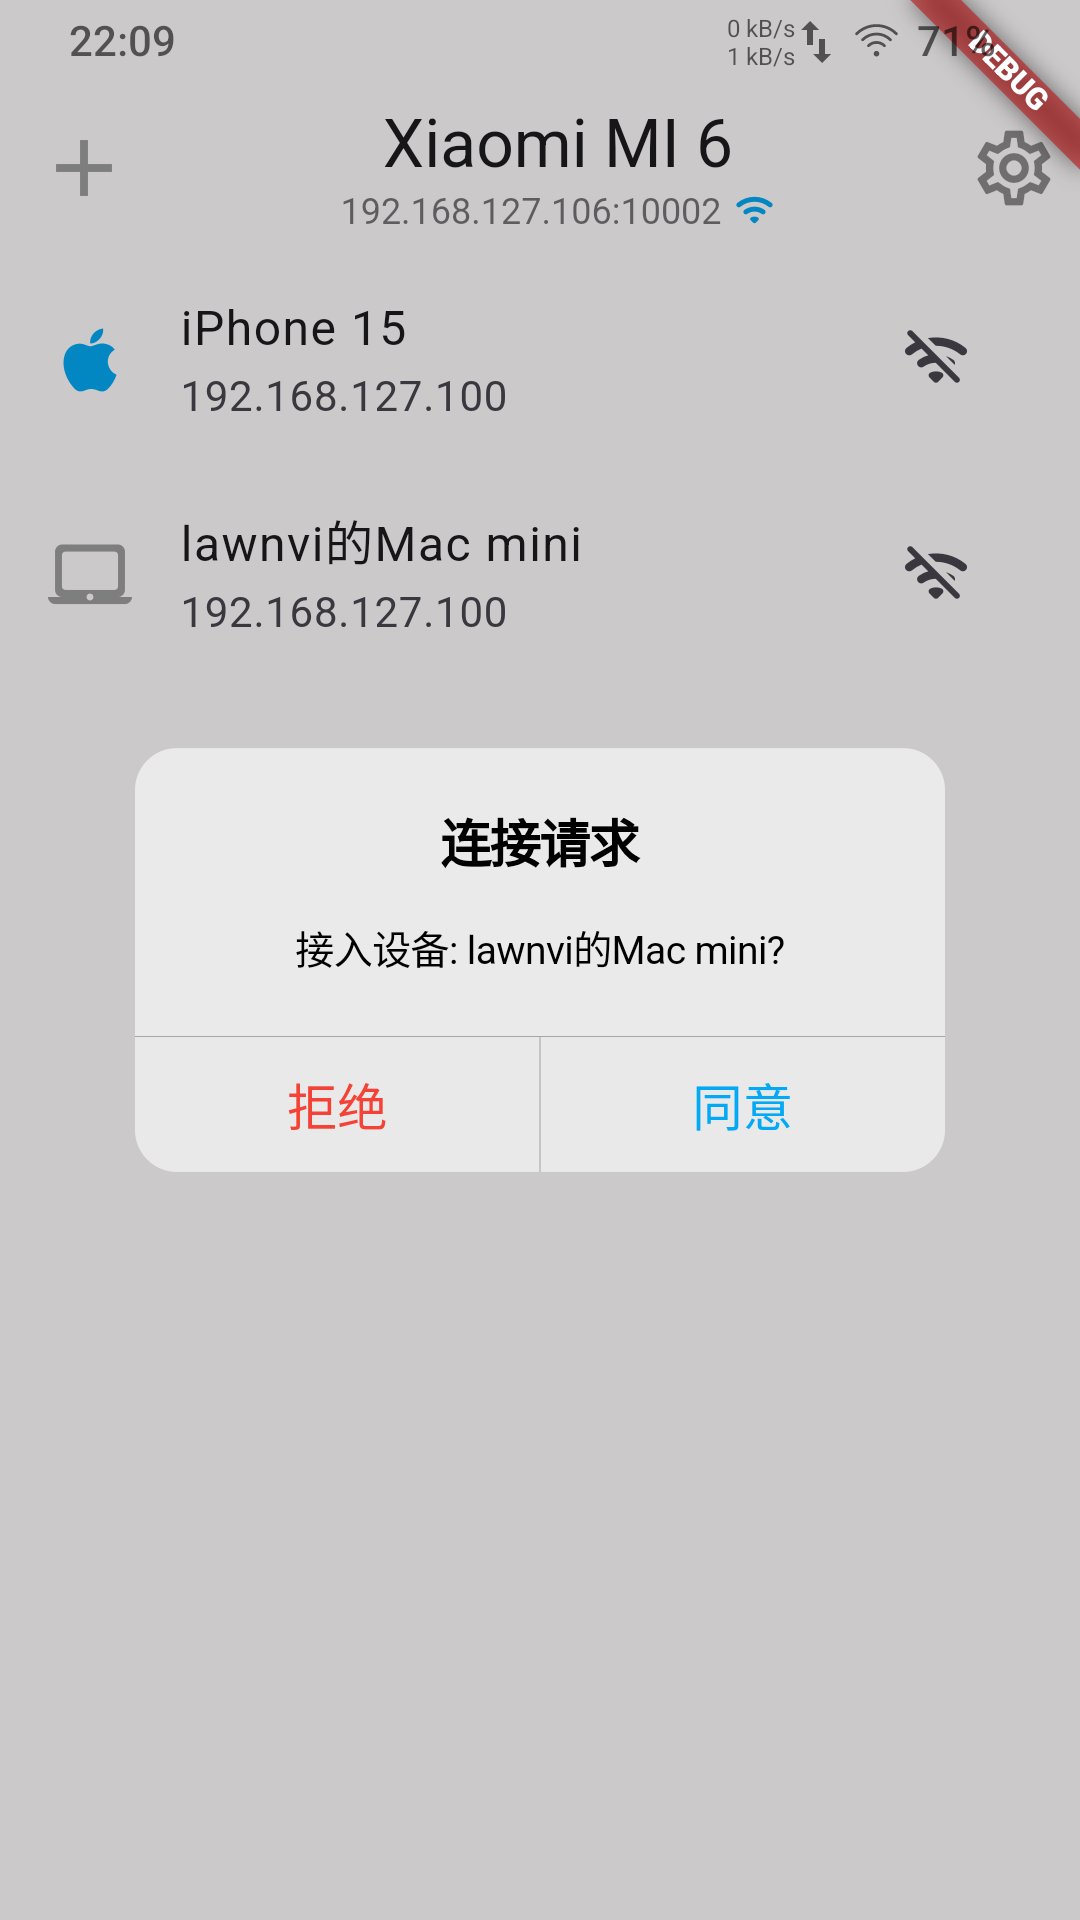 22:09
0 kB/s
1 kB/s
71%
DEBUG
Xiaomi MI 6
192.168.127.106:10002
iPhone 15
192.168.127.100
lawnvi的Mac mini
192.168.127.100
连接请求
接入设备: lawnvi的Mac mini?
拒绝
同意